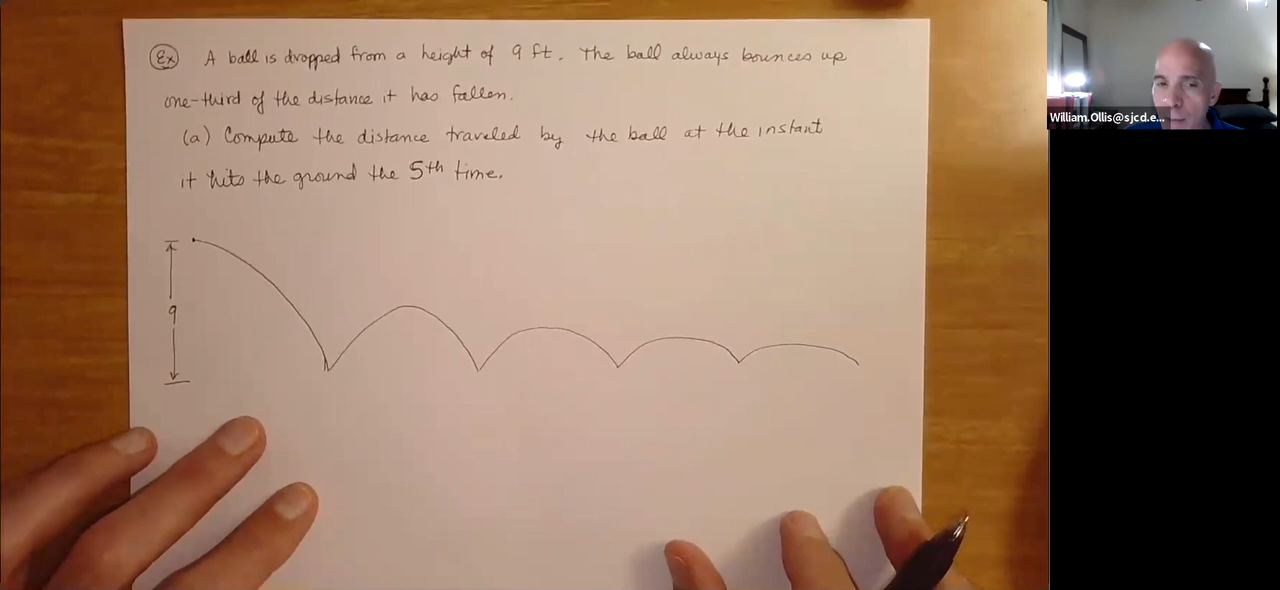 Ex A ball is dropped from a height of 9 ft. The ball always bounces up
one-third of the distance it has fallen.
(a) Compute the distance traveled by the ball at the instant
it hits the ground the 5th time.
9
William.Ollis@sjcd.e...